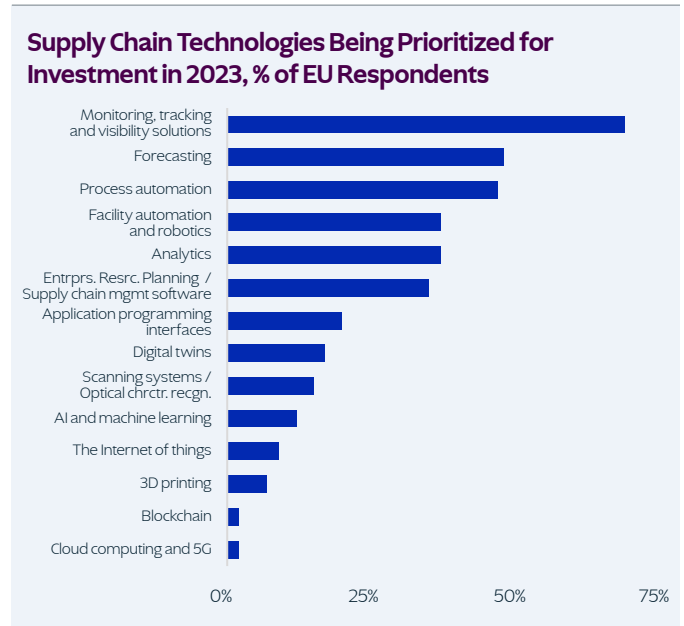 Supply Chain Technologies Being Prioritized for
Investment in 2023, % of EU Respondents
Monitoring, tracking
and visibility solutions
Forecasting
Process automation
Facility automation
and robotics
Analytics
Entrprs. Resrc. Planning /
Supply chain mgmt software
Application programming
interfaces
Digital twins
Scanning systems /
Optical chrctr. recgn.
AI and machine learning
The Internet of things
3D printing
Blockchain
Cloud computing and 5G
0% 25% 50% 75%